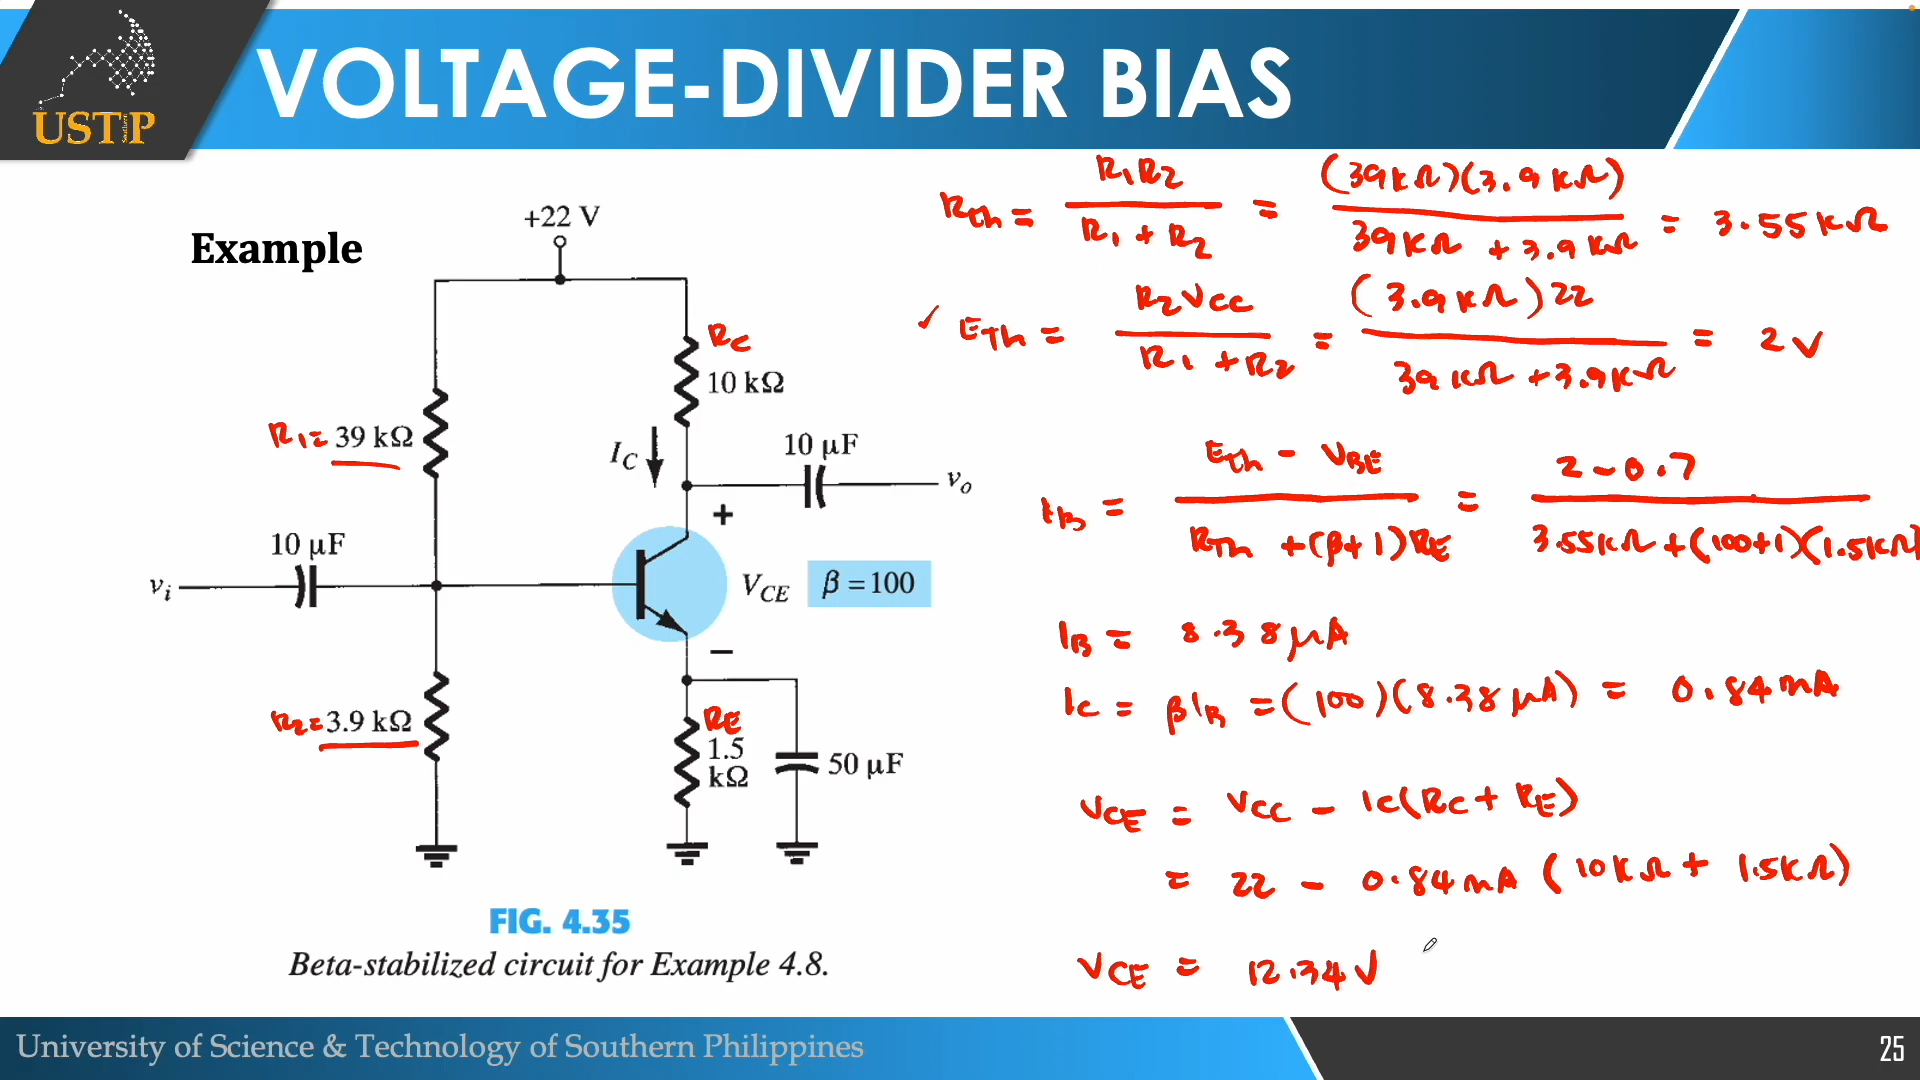 USTP
VOLTAGE-DIVIDER BIAS
Example
+22 V
RC
10 kΩ
R1= 39 kΩ
IC
10 μF
vo
+
10 μF
vi
VCE
β = 100
−
R2= 3.9 kΩ
RE
1.5
kΩ
50 μF
FIG. 4.35
Beta-stabilized circuit for Example 4.8.
RTh = R1R2 / R1 + R2 = (39kΩ)(3.9kΩ) / 39kΩ + 3.9kΩ = 3.55kΩ
✓ ETh = R2VCC / R1 + R2 = (3.9kΩ)22 / 39kΩ + 3.9kΩ = 2V
IB = ETh − VBE / RTh + (β+1)RE = 2 − 0.7 / 3.55kΩ + (100+1)(1.5kΩ)
IB = 8.38μA
IC = βIB = (100)(8.38μA) = 0.84mA
VCE = VCC − IC(RC + RE)
= 22 − 0.84mA (10kΩ + 1.5kΩ)
VCE = 12.34V
University of Science & Technology of Southern Philippines
25